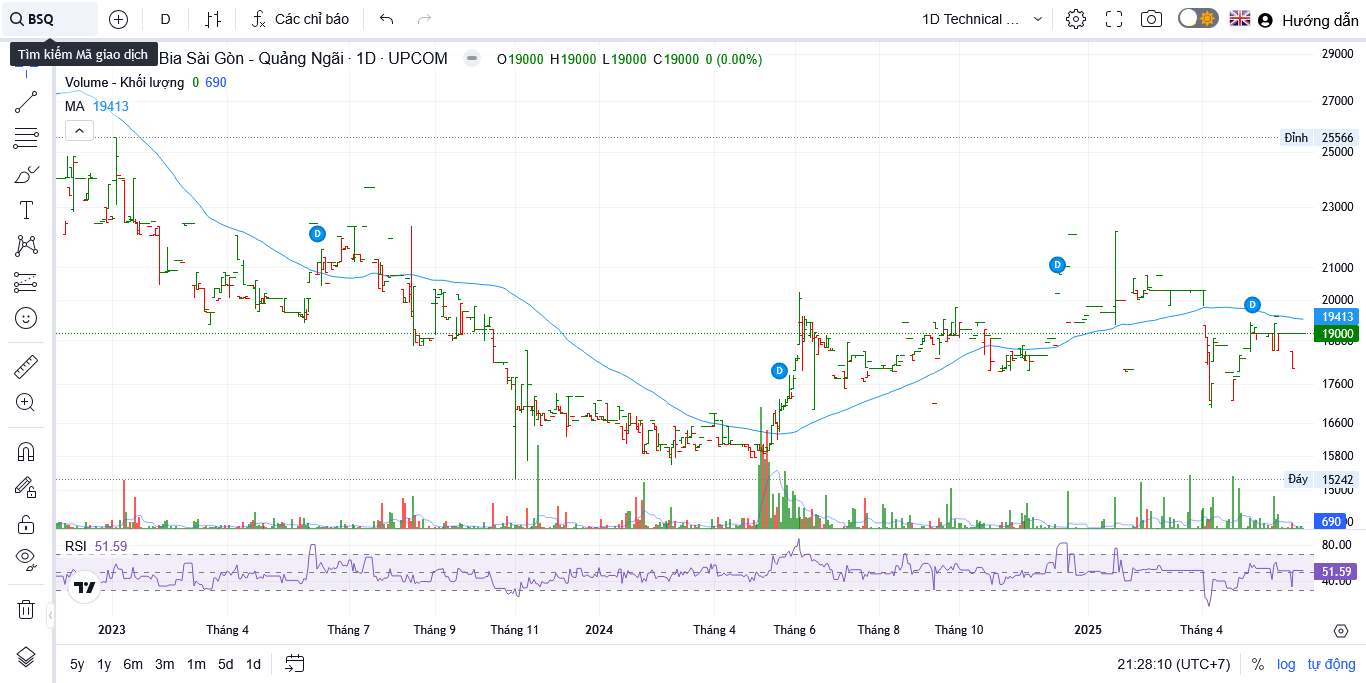 BSQ D Các chỉ báo 1D Technical ... Hướng dẫn
Tìm kiếm Mã giao dịch
Bia Sài Gòn - Quảng Ngãi · 1D · UPCOM O19000 H19000 L19000 C19000 0 (0.00%)
29000
Volume - Khối lượng 0 690
MA 19413
27000
Đỉnh 25566
25000
23000
D
21000
D
20000
D
19413
19000
D
17600
16600
15800
Đáy 15242
15000
690
RSI 51.59
80.00
51.59
40.00
2023 Tháng 4 Tháng 7 Tháng 9 Tháng 11 2024 Tháng 4 Tháng 6 Tháng 8 Tháng 10 2025 Tháng 4
5y 1y 6m 3m 1m 5d 1d 21:28:10 (UTC+7) % log tự động